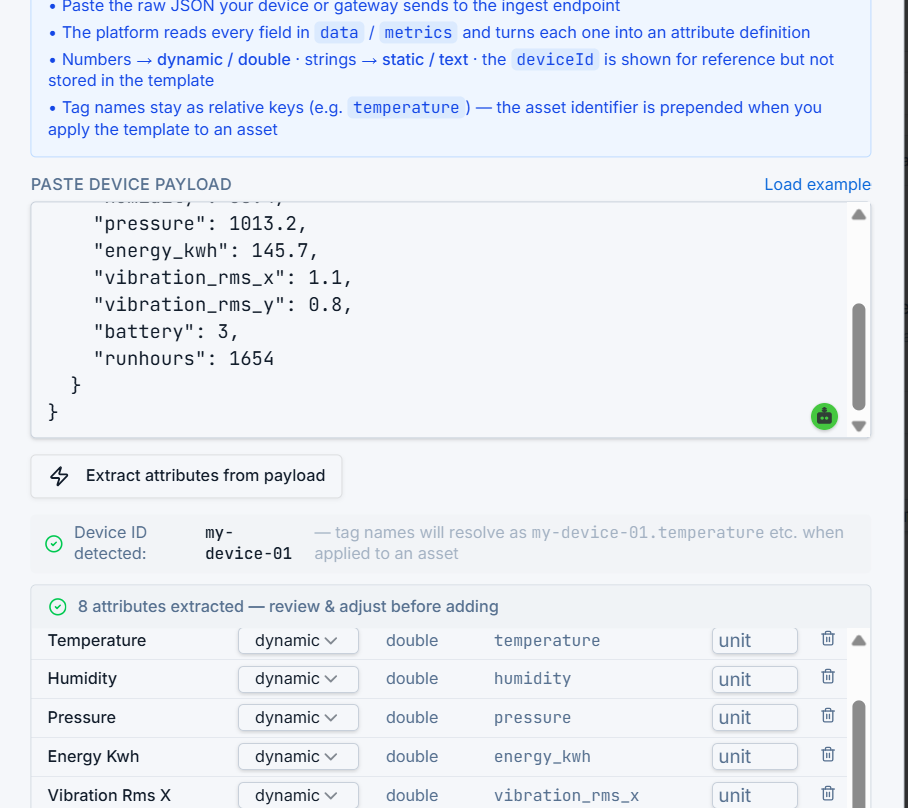 • Paste the raw JSON your device or gateway sends to the ingest endpoint
• The platform reads every field in data / metrics and turns each one into an attribute definition
• Numbers → dynamic / double · strings → static / text · the deviceId is shown for reference but not
stored in the template
• Tag names stay as relative keys (e.g. temperature) — the asset identifier is prepended when you
apply the template to an asset
PASTE DEVICE PAYLOAD Load example
"pressure": 1013.2,
"energy_kwh": 145.7,
"vibration_rms_x": 1.1,
"vibration_rms_y": 0.8,
"battery": 3,
"runhours": 1654
}
}
Extract attributes from payload
Device ID detected: my-device-01 — tag names will resolve as my-device-01.temperature etc. when
applied to an asset
8 attributes extracted — review & adjust before adding
Temperature dynamic double temperature unit
Humidity dynamic double humidity unit
Pressure dynamic double pressure unit
Energy Kwh dynamic double energy_kwh unit
Vibration Rms X dynamic double vibration_rms_x unit